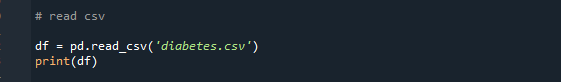 # read csv
df = pd.read_csv('diabetes.csv')
print(df)